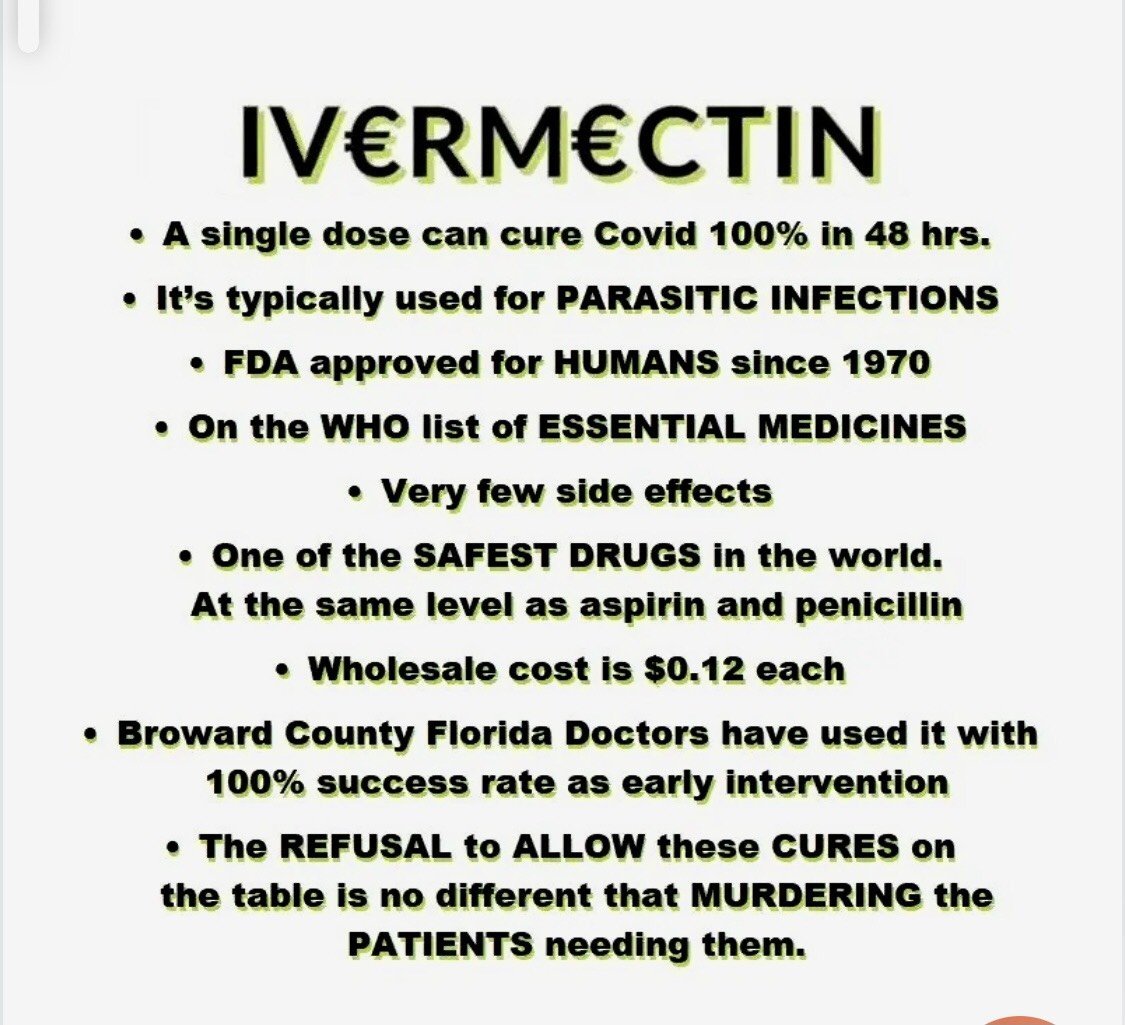 IV€RM€CTIN
• A single dose can cure Covid 100% in 48 hrs.
• It’s typically used for PARASITIC INFECTIONS
• FDA approved for HUMANS since 1970
• On the WHO list of ESSENTIAL MEDICINES
• Very few side effects
• One of the SAFEST DRUGS in the world.
At the same level as aspirin and penicillin
• Wholesale cost is $0.12 each
• Broward County Florida Doctors have used it with
100% success rate as early intervention
• The REFUSAL to ALLOW these CURES on
the table is no different that MURDERING the
PATIENTS needing them.